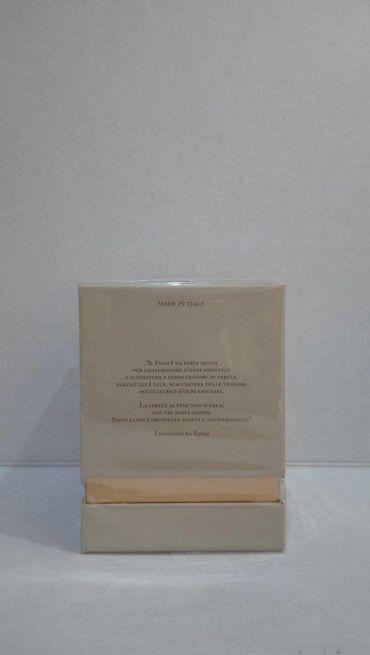 MADE IN ITALY
"IL FOCO È DA ESSER MESSO
PER CONSUMATORE D'OGNI SOFISTICO
E SCOPRITORE E DIMOSTRATORE DI VERITÀ,
PERCHÉ LUI È LUCE, SCACCIATORE DELLE TENEBRE
OCCULTATRICI D'OGNI ESSENZIA.
LA VERITÀ AL FINE NON SI CELA;
NON VAL SIMULAZIONE.
SIMULAZION È FRUSTRATA AVANTI A TANTO GIUDICE."
LEONARDO DA VINCI